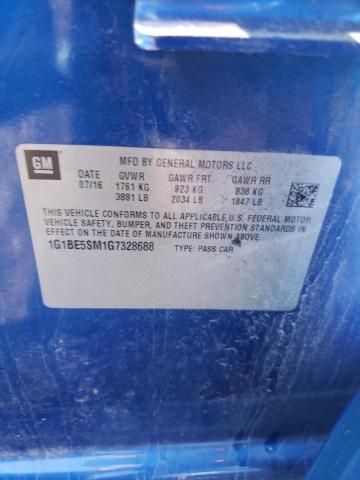 GM
MFD BY GENERAL MOTORS LLC
DATE GVWR GAWR FRT GAWR RR
07/16 1761 KG 923 KG 838 KG
3881 LB 2034 LB 1847 LB
THIS VEHICLE CONFORMS TO ALL APPLICABLE U.S. FEDERAL MOTOR
VEHICLE SAFETY, BUMPER, AND THEFT PREVENTION STANDARDS
IN EFFECT ON THE DATE OF MANUFACTURE SHOWN ABOVE.
1G1BE5SM1G7328688 TYPE: PASS CAR